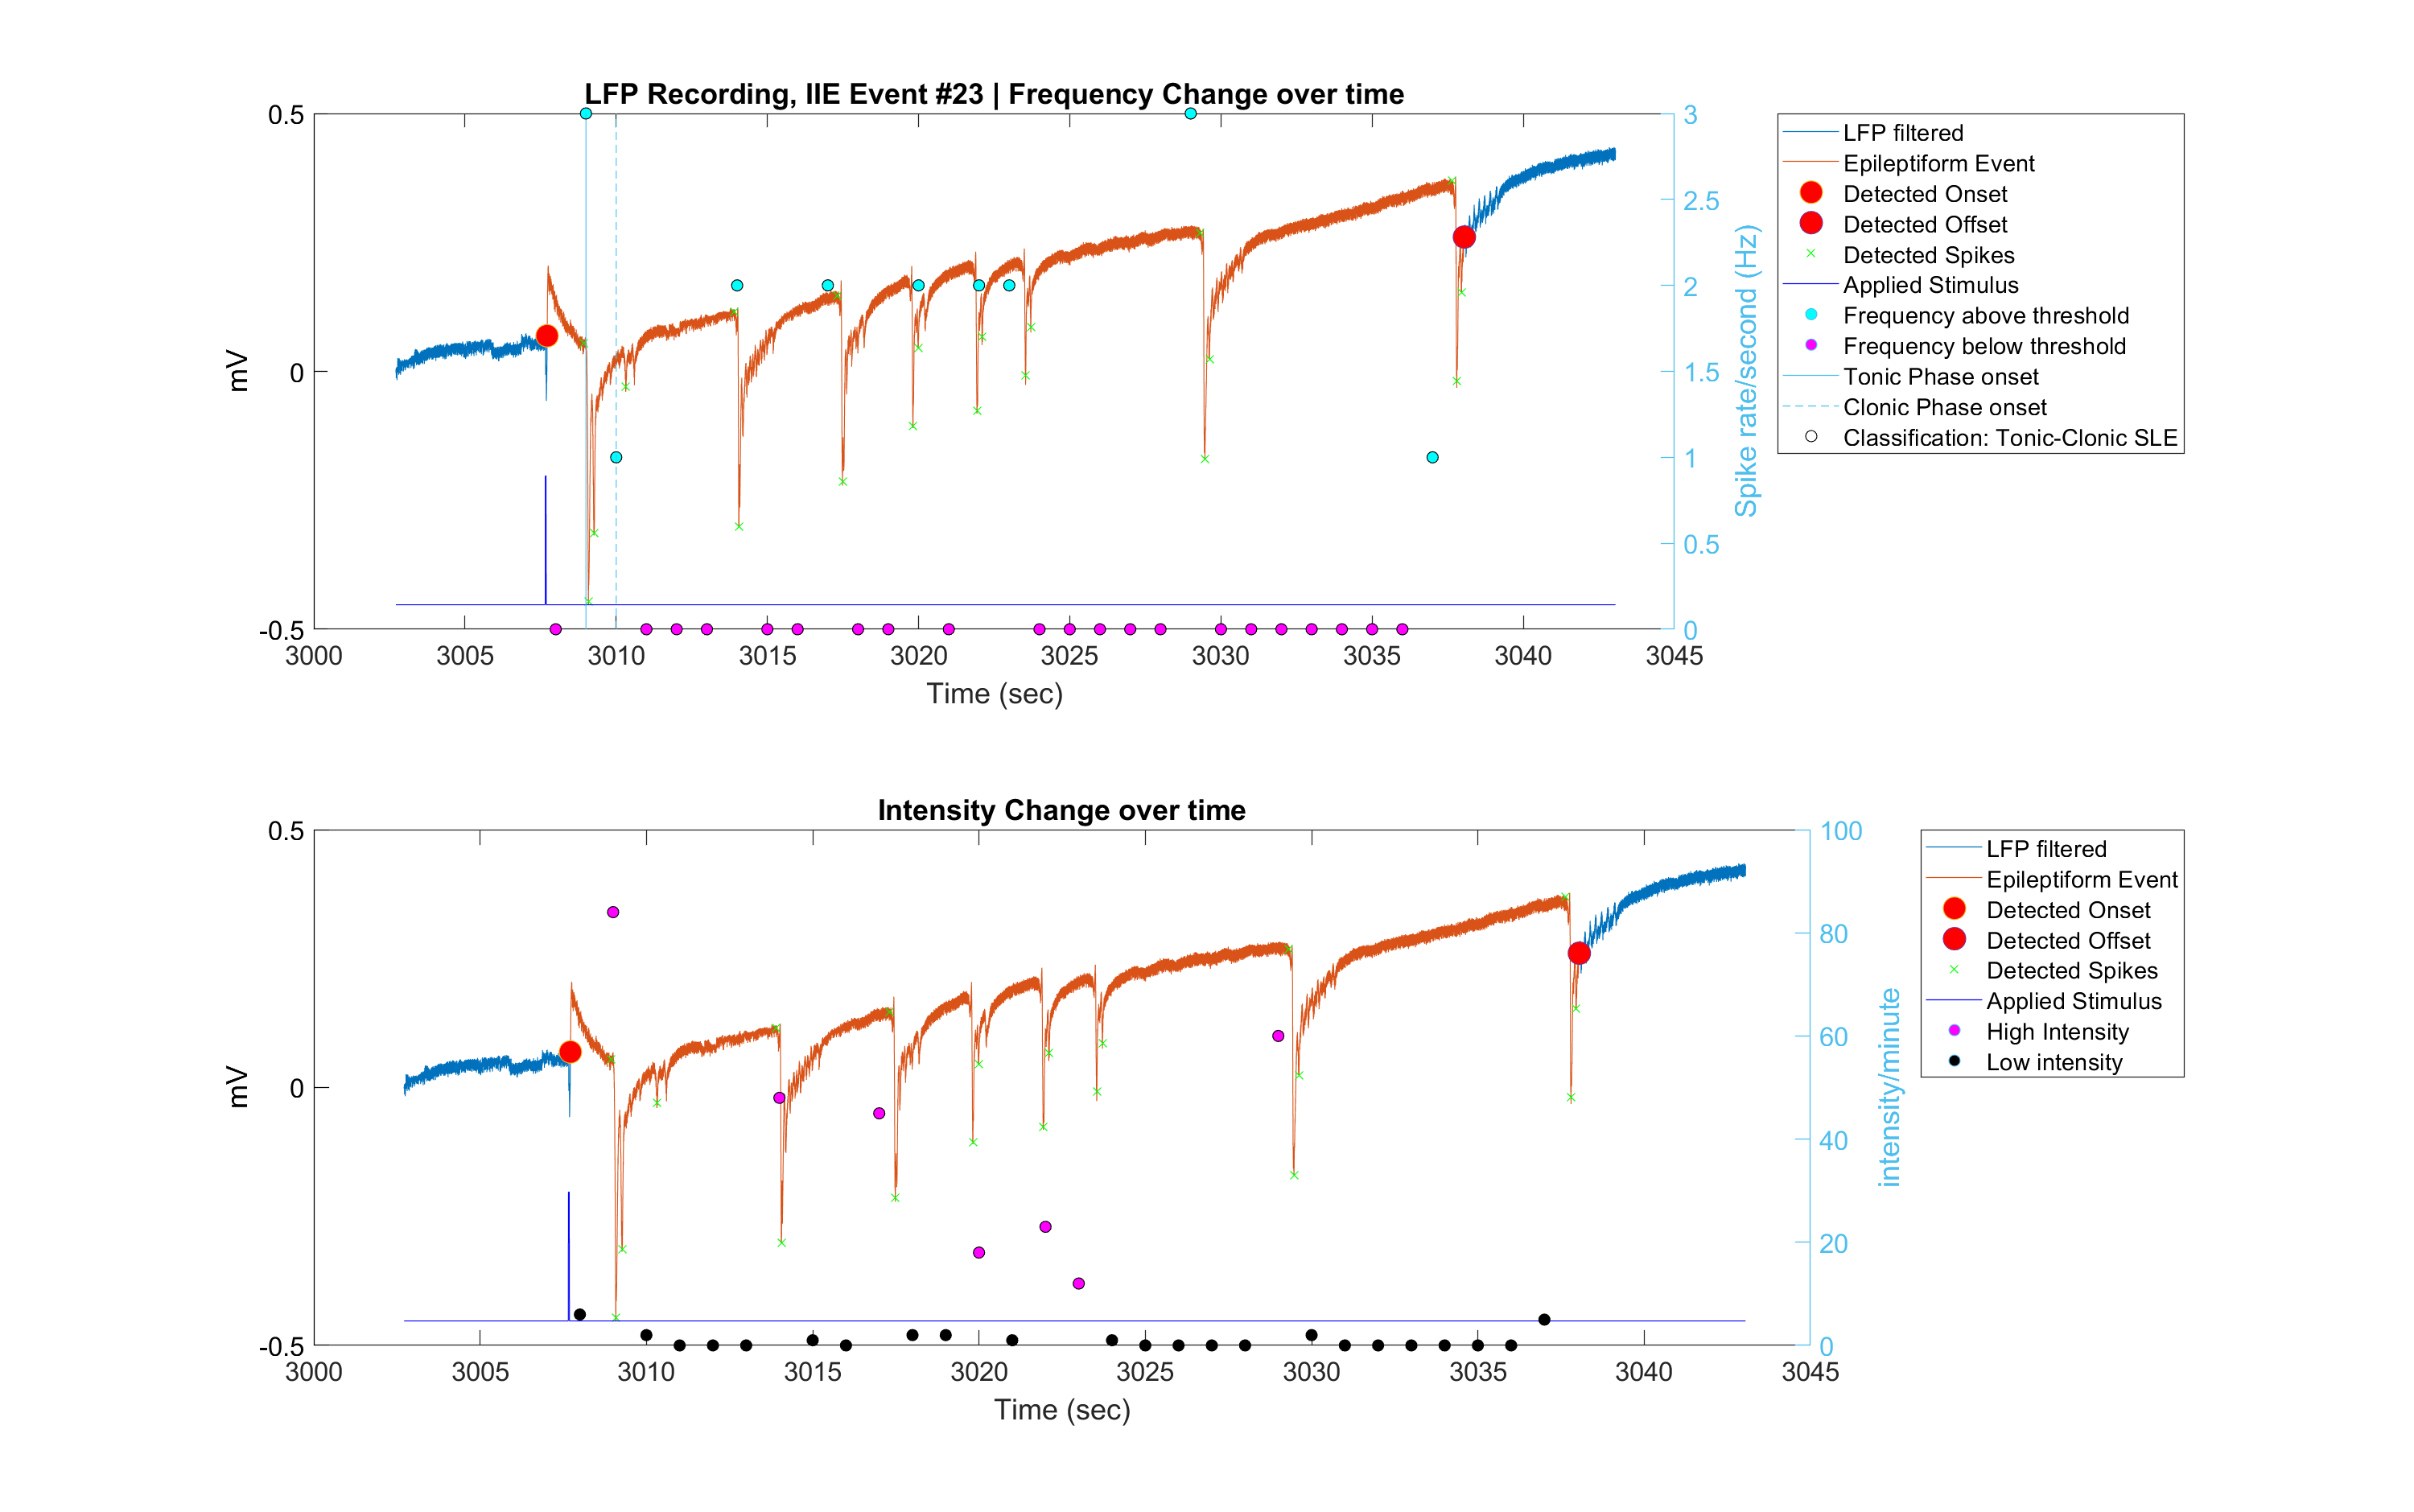 LFP Recording, IIE Event #23 | Frequency Change over time
0.5
0
-0.5
mV
3000 3005 3010 3015 3020 3025 3030 3035 3040 3045
Time (sec)
3
2.5
2
1.5
1
0.5
0
Spike rate/second (Hz)
LFP filtered
Epileptiform Event
Detected Onset
Detected Offset
Detected Spikes
Applied Stimulus
Frequency above threshold
Frequency below threshold
Tonic Phase onset
Clonic Phase onset
Classification: Tonic-Clonic SLE
Intensity Change over time
0.5
0
-0.5
mV
3000 3005 3010 3015 3020 3025 3030 3035 3040 3045
Time (sec)
100
80
60
40
20
0
intensity/minute
LFP filtered
Epileptiform Event
Detected Onset
Detected Offset
Detected Spikes
Applied Stimulus
High Intensity
Low intensity